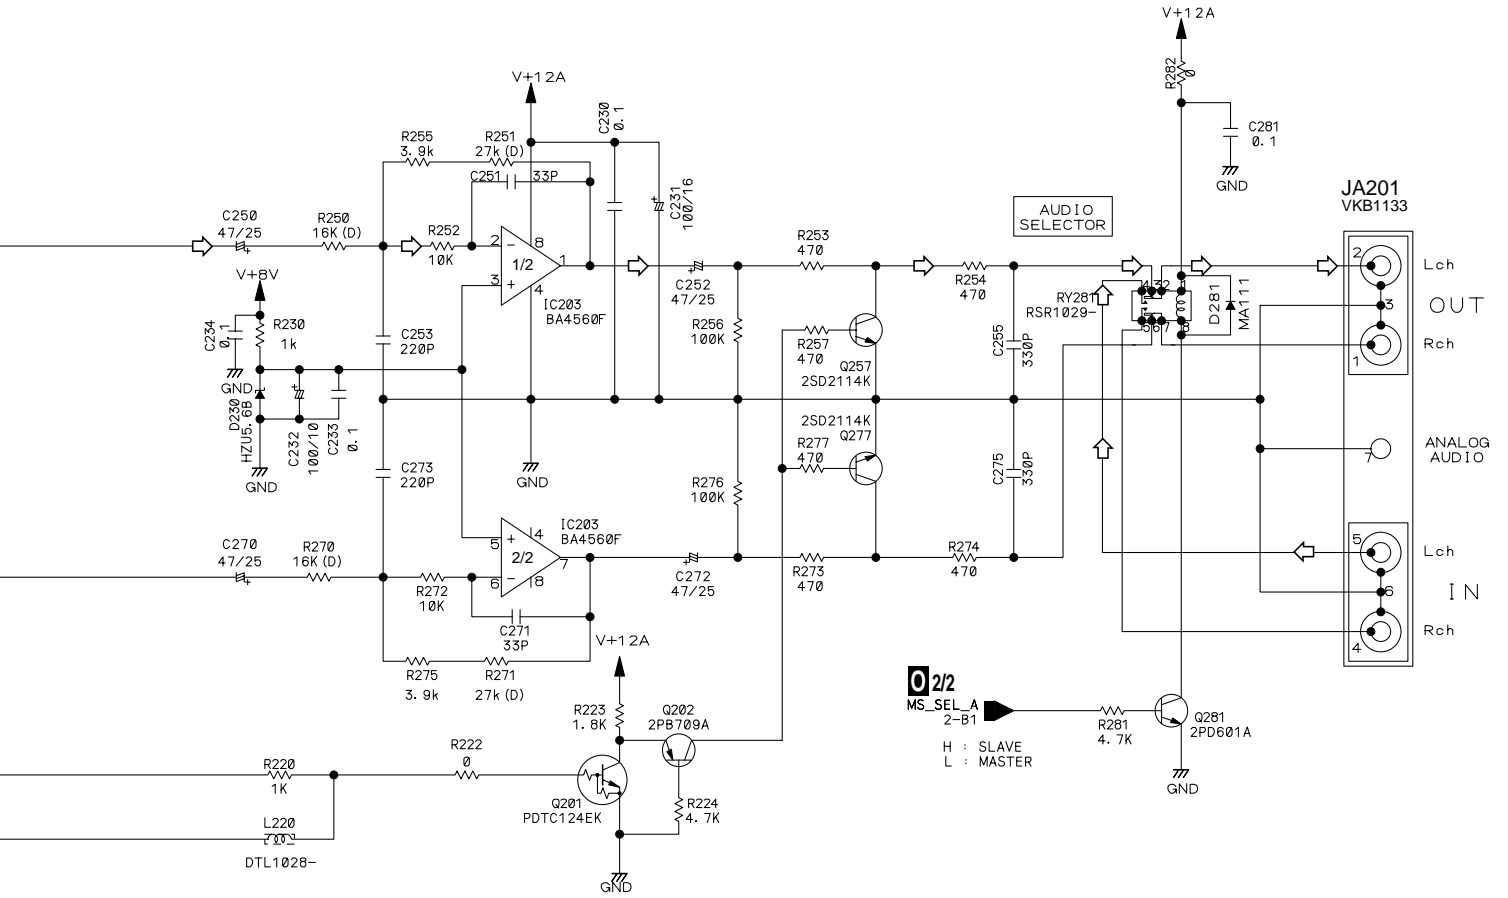 V+12A
R282
0
C281
0.1
GND
V+12A
C230
0.1
R255
3.9k
R251
27k(D)
C251 33P
C231
100/16
C250
47/25
R250
16K(D)
R252
10K
2
-
8
1/2
1
3
+
4
IC203
BA4560F
C252
47/25
R253
470
R254
470
AUDIO
SELECTOR
JA201
VKB1133
2
Lch
OUT
3
Rch
1
V+8V
C234
0.1
R230
1k
GND
D230
HZU5.6B
C232
100/10
C233
0.1
GND
C253
220P
R256
100K
R257
470
Q257
2SD2114K
C255
330P
RY281
RSR1029-
4 3 2 1
5 6 7 8
D281
MA111
2SD2114K
Q277
R277
470
C273
220P
GND
R276
100K
C275
330P
ANALOG
AUDIO
7
C270
47/25
R270
16K(D)
R272
10K
5
+
4
2/2
7
6
-
8
IC203
BA4560F
C271
33P
C272
47/25
R273
470
R274
470
5
Lch
IN
6
Rch
4
R275
3.9k
R271
27k(D)
V+12A
R223
1.8K
Q202
2PB709A
O 2/2
MS_SEL_A
2-B1
H : SLAVE
L : MASTER
R281
4.7K
Q281
2PD601A
GND
R220
1K
R222
0
Q201
PDTC124EK
R224
4.7K
L220
DTL1028-
GND